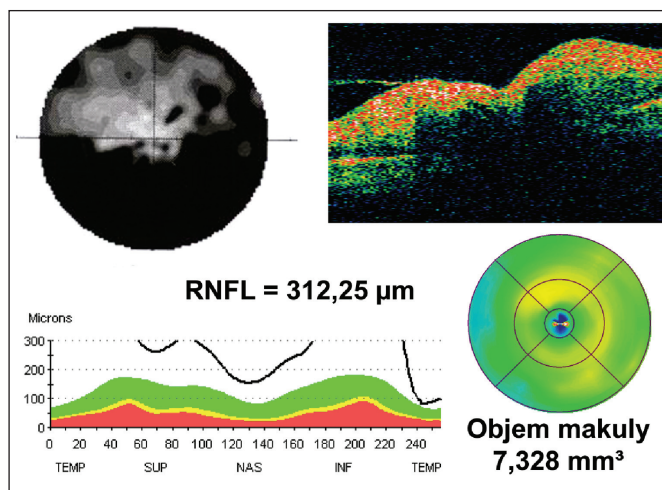 RNFL = 312,25 µm
Microns
300
200
100
0
0 20 40 60 80 100 120 140 160 180 200 220 240
TEMP SUP NAS INF TEMP
Objem makuly
7,328 mm³